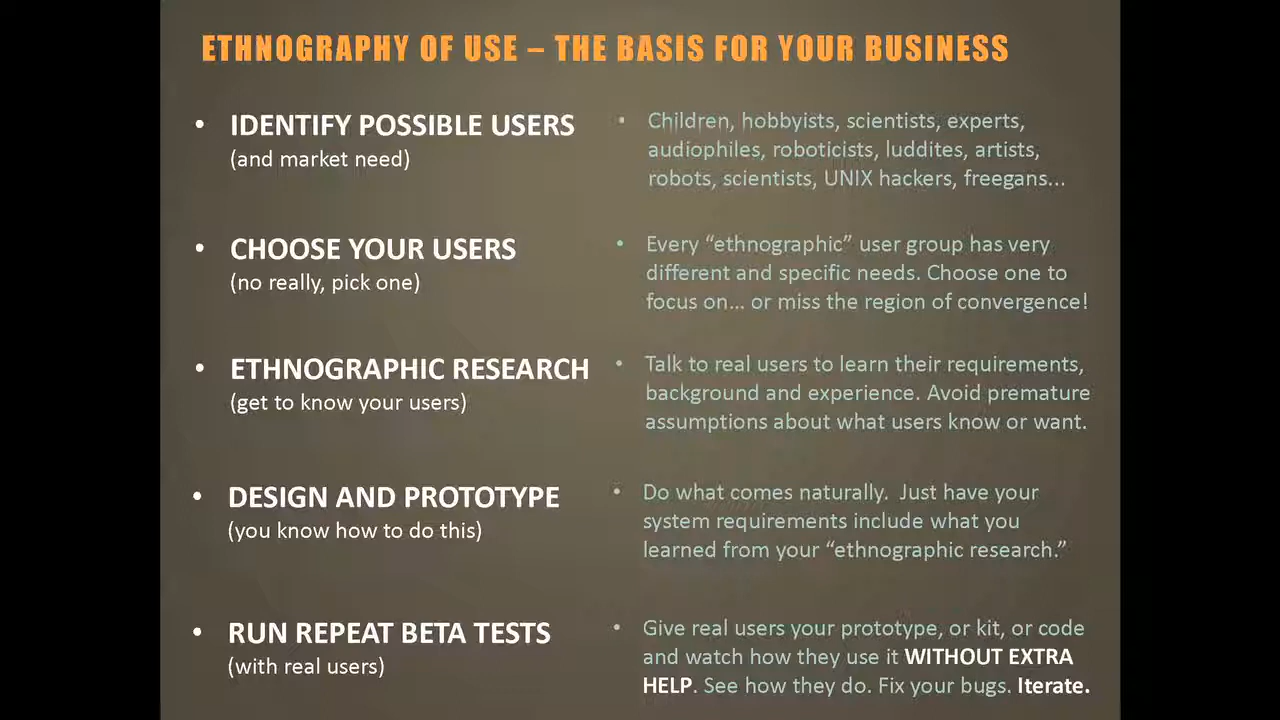 ETHNOGRAPHY OF USE – THE BASIS FOR YOUR BUSINESS
• IDENTIFY POSSIBLE USERS
(and market need)
• Children, hobbyists, scientists, experts,
audiophiles, roboticists, luddites, artists,
robots, scientists, UNIX hackers, freegans...
• CHOOSE YOUR USERS
(no really, pick one)
• Every “ethnographic” user group has very
different and specific needs. Choose one to
focus on... or miss the region of convergence!
• ETHNOGRAPHIC RESEARCH
(get to know your users)
• Talk to real users to learn their requirements,
background and experience. Avoid premature
assumptions about what users know or want.
• DESIGN AND PROTOTYPE
(you know how to do this)
• Do what comes naturally.  Just have your
system requirements include what you
learned from your “ethnographic research.”
• RUN REPEAT BETA TESTS
(with real users)
• Give real users your prototype, or kit, or code
and watch how they use it WITHOUT EXTRA
HELP. See how they do. Fix your bugs. Iterate.